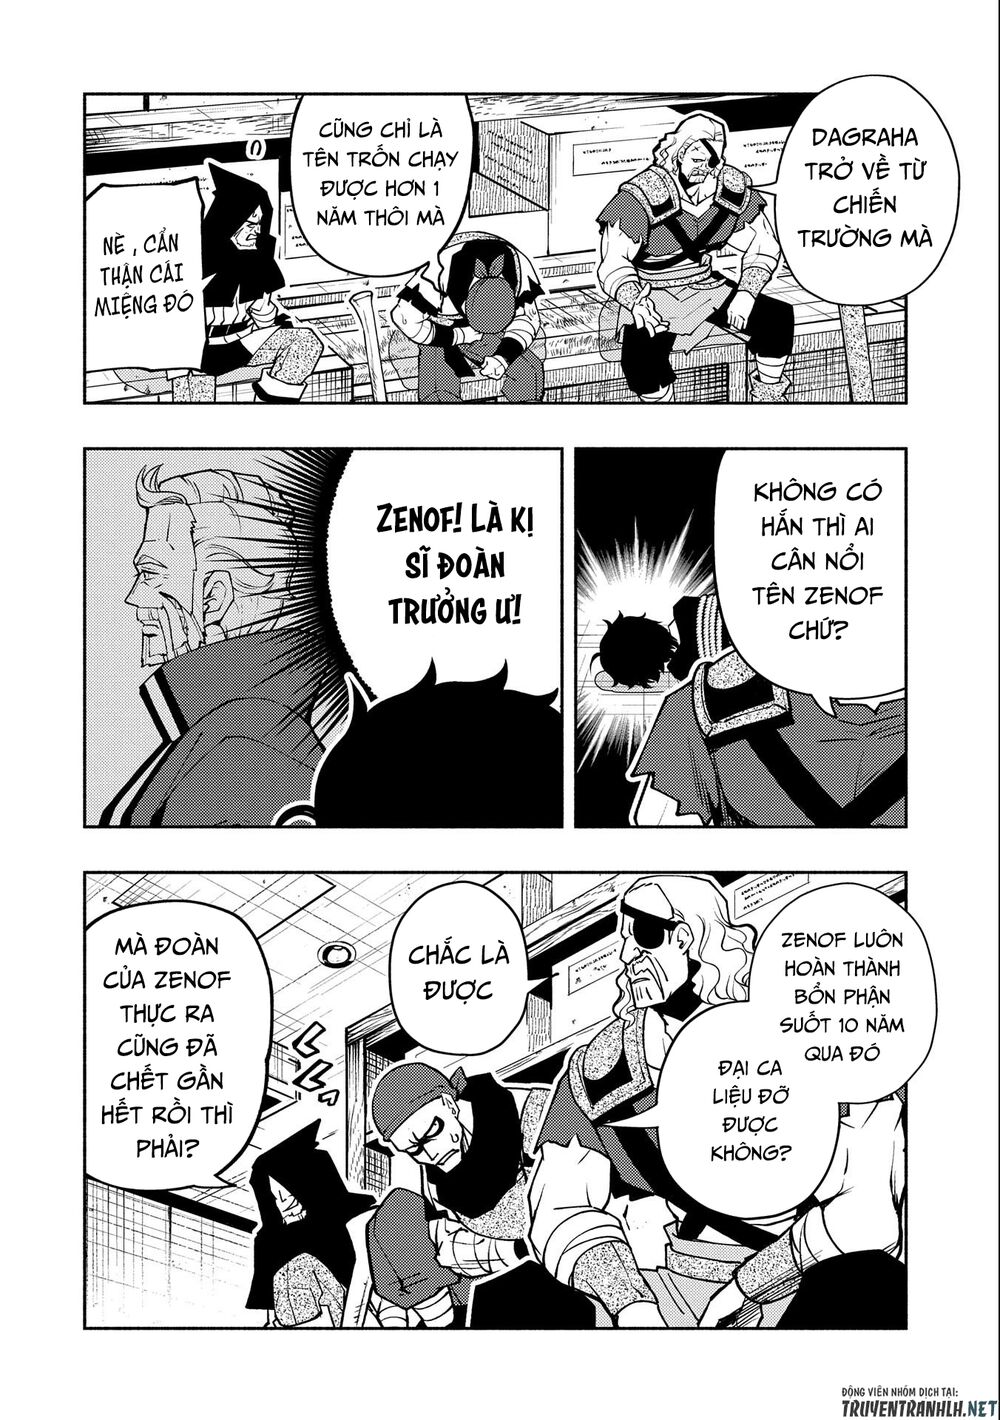 DAGRAHA
TRỞ VỀ TỪ
CHIẾN
TRƯỜNG MÀ
CŨNG CHỈ LÀ
TÊN TRỐN CHẠY
ĐƯỢC HƠN 1
NĂM THÔI MÀ
NÈ , CẨN
THẬN CÁI
MIỆNG ĐÓ
KHÔNG CÓ
HẮN THÌ AI
CÂN NỔI
TÊN ZENOF
CHỨ?
ZENOF! LÀ KỊ
SĨ ĐOÀN
TRƯỞNG Ư!
ZENOF LUÔN
HOÀN THÀNH
BỔN PHẬN
SUỐT 10 NĂM
QUA ĐÓ
ĐẠI CA
LIỆU ĐỠ
ĐƯỢC
KHÔNG?
CHẮC LÀ
ĐƯỢC
MÀ ĐOÀN
CỦA ZENOF
THỰC RA
CŨNG ĐÃ
CHẾT GẦN
HẾT RỒI THÌ
PHẢI?
ĐỘNG VIÊN NHÓM DỊCH TẠI:
TRUYENTRANHLH.NET